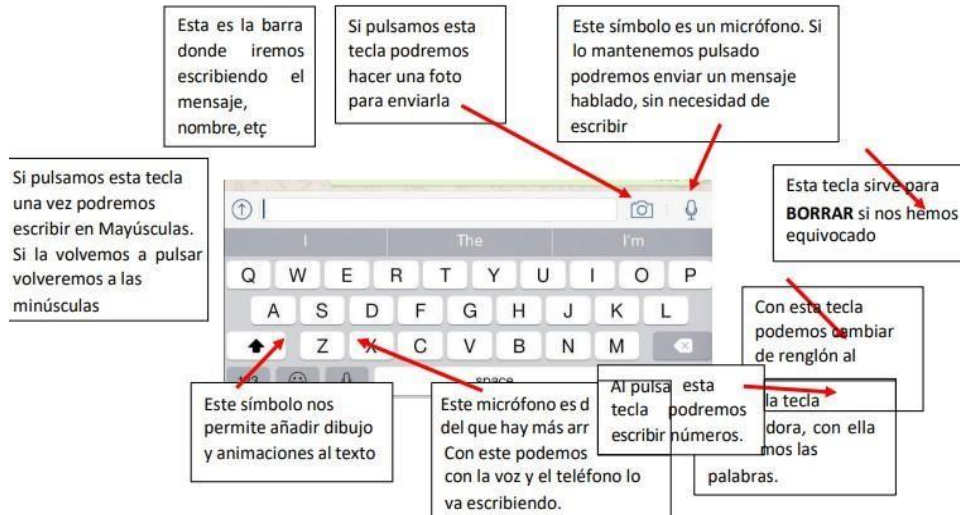 Esta es la barra
donde iremos
escribiendo el
mensaje,
nombre, etç
Si pulsamos esta
tecla podremos
hacer una foto
para enviarla
Este símbolo es un micrófono. Si
lo mantenemos pulsado
podremos enviar un mensaje
hablado, sin necesidad de
escribir
Si pulsamos esta tecla
una vez podremos
escribir en Mayúsculas.
Si la volvemos a pulsar
volveremos a las
minúsculas
Esta tecla sirve para
BORRAR si nos hemos
equivocado
I The I'm
Q W E R T Y U I O P
A S D F G H J K L
Z X C V B N M
123 space
Con esta tecla
podemos cambiar
de renglón al
Este símbolo nos
permite añadir dibujo
y animaciones al texto
Este micrófono es d
del que hay más arr
Con este podemos
con la voz y el teléfono lo
va escribiendo.
Al pulsa esta
tecla podremos
escribir números.
la tecla
dora, con ella
mos las
palabras.